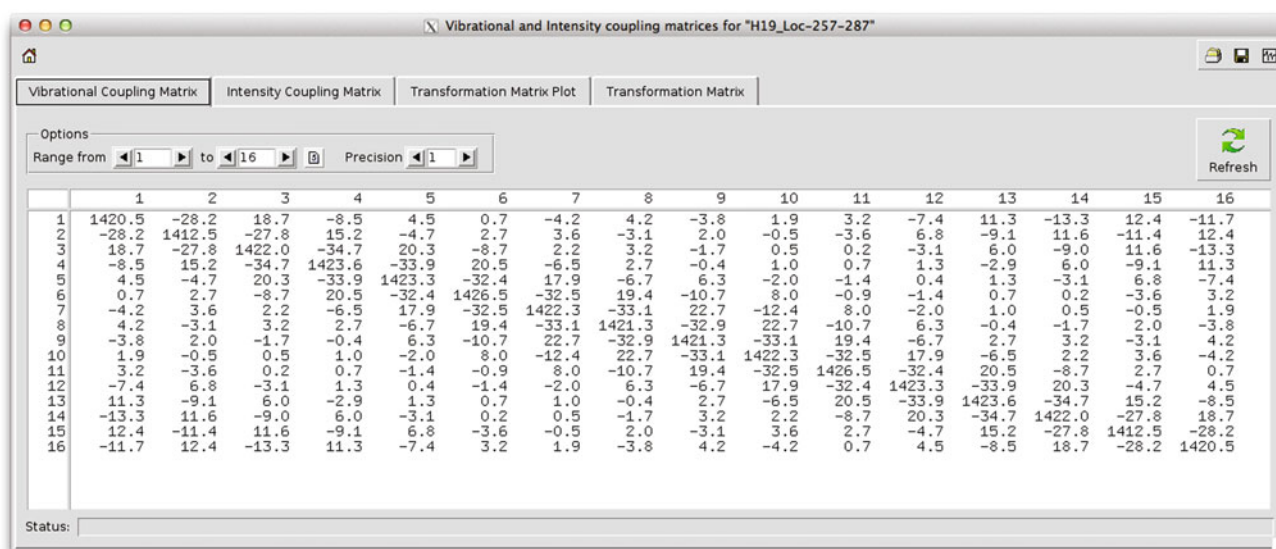 Vibrational and Intensity coupling matrices for "H19_Loc-257-287"
Vibrational Coupling Matrix Intensity Coupling Matrix Transformation Matrix Plot Transformation Matrix
Options
Range from 1 to 16 Precision 1
Refresh
1 2 3 4 5 6 7 8 9 10 11 12 13 14 15 16
1 1420.5 -28.2 18.7 -8.5 4.5 0.7 -4.2 4.2 -3.8 1.9 3.2 -7.4 11.3 -13.3 12.4 -11.7
2 -28.2 1412.5 -27.8 15.2 -4.7 2.7 3.6 -3.1 2.0 -0.5 -3.6 6.8 -9.1 11.6 -11.4 12.4
3 18.7 -27.8 1422.0 -34.7 20.3 -8.7 2.2 3.2 -1.7 0.5 0.2 -3.1 6.0 -9.0 11.6 -13.3
4 -8.5 15.2 -34.7 1423.6 -33.9 20.5 -6.5 2.7 -0.4 1.0 0.7 1.3 -2.9 6.0 -9.1 11.3
5 4.5 -4.7 20.3 -33.9 1423.3 -32.4 17.9 -6.7 6.3 -2.0 -1.4 0.4 1.3 -3.1 6.8 -7.4
6 0.7 2.7 -8.7 20.5 -32.4 1426.5 -32.5 19.4 -10.7 8.0 -0.9 -1.4 0.7 0.2 -3.6 3.2
7 -4.2 3.6 2.2 -6.5 17.9 -32.5 1422.3 -33.1 22.7 -12.4 8.0 -2.0 1.0 0.5 -0.5 1.9
8 4.2 -3.1 3.2 2.7 -6.7 19.4 -33.1 1421.3 -32.9 22.7 -10.7 6.3 -0.4 -1.7 2.0 -3.8
9 -3.8 2.0 -1.7 -0.4 6.3 -10.7 22.7 -32.9 1421.3 -33.1 19.4 -6.7 2.7 3.2 -3.1 4.2
10 1.9 -0.5 0.5 1.0 -2.0 8.0 -12.4 22.7 -33.1 1422.3 -32.5 17.9 -6.5 2.2 3.6 -4.2
11 3.2 -3.6 0.2 0.7 -1.4 -0.9 8.0 -10.7 19.4 -32.5 1426.5 -32.4 20.5 -8.7 2.7 0.7
12 -7.4 6.8 -3.1 1.3 0.4 -1.4 -2.0 6.3 -6.7 17.9 -32.4 1423.3 -33.9 20.3 -4.7 4.5
13 11.3 -9.1 6.0 -2.9 1.3 0.7 1.0 -0.4 2.7 -6.5 20.5 -33.9 1423.6 -34.7 15.2 -8.5
14 -13.3 11.6 -9.0 6.0 -3.1 0.2 0.5 -1.7 3.2 2.2 -8.7 20.3 -34.7 1422.0 -27.8 18.7
15 12.4 -11.4 11.6 -9.1 6.8 -3.6 -0.5 2.0 -3.1 3.6 2.7 -4.7 15.2 -27.8 1412.5 -28.2
16 -11.7 12.4 -13.3 11.3 -7.4 3.2 1.9 -3.8 4.2 -4.2 0.7 4.5 -8.5 18.7 -28.2 1420.5
Status: